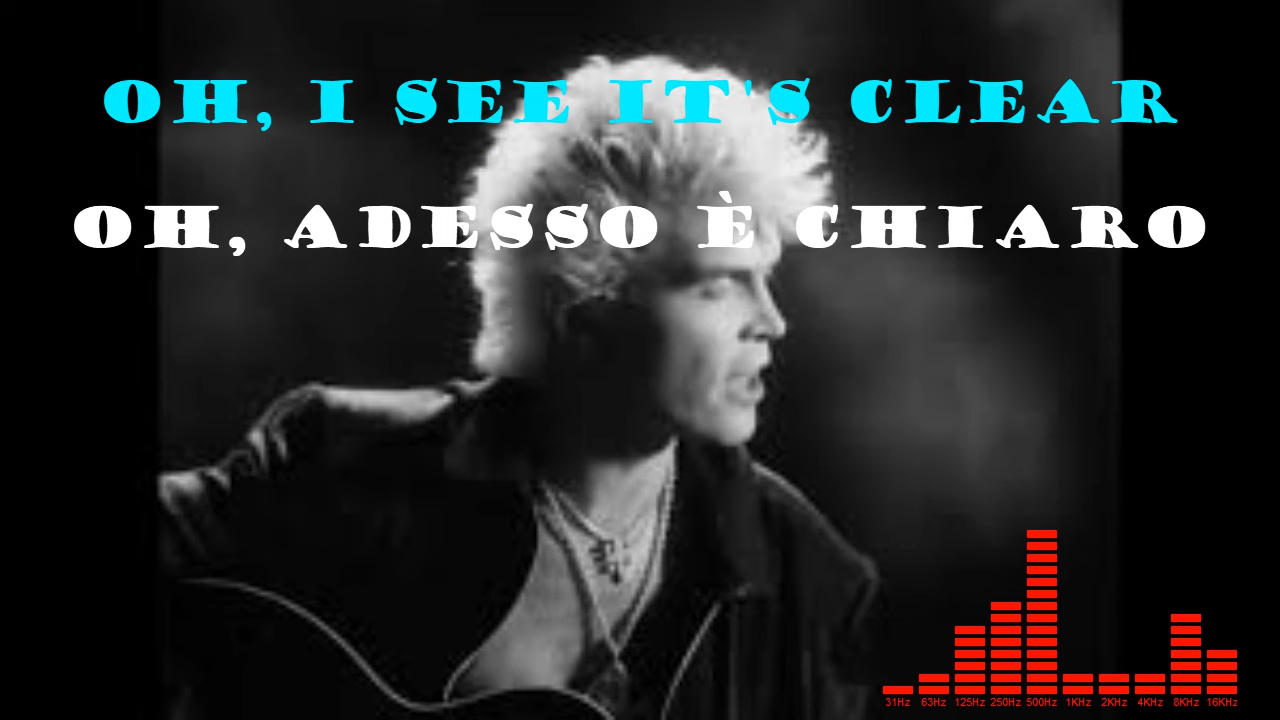 OH, I SEE IT'S CLEAR
OH, ADESSO È CHIARO
31Hz 63Hz 125Hz 250Hz 500Hz 1KHz 2KHz 4KHz 8KHz 16KHz